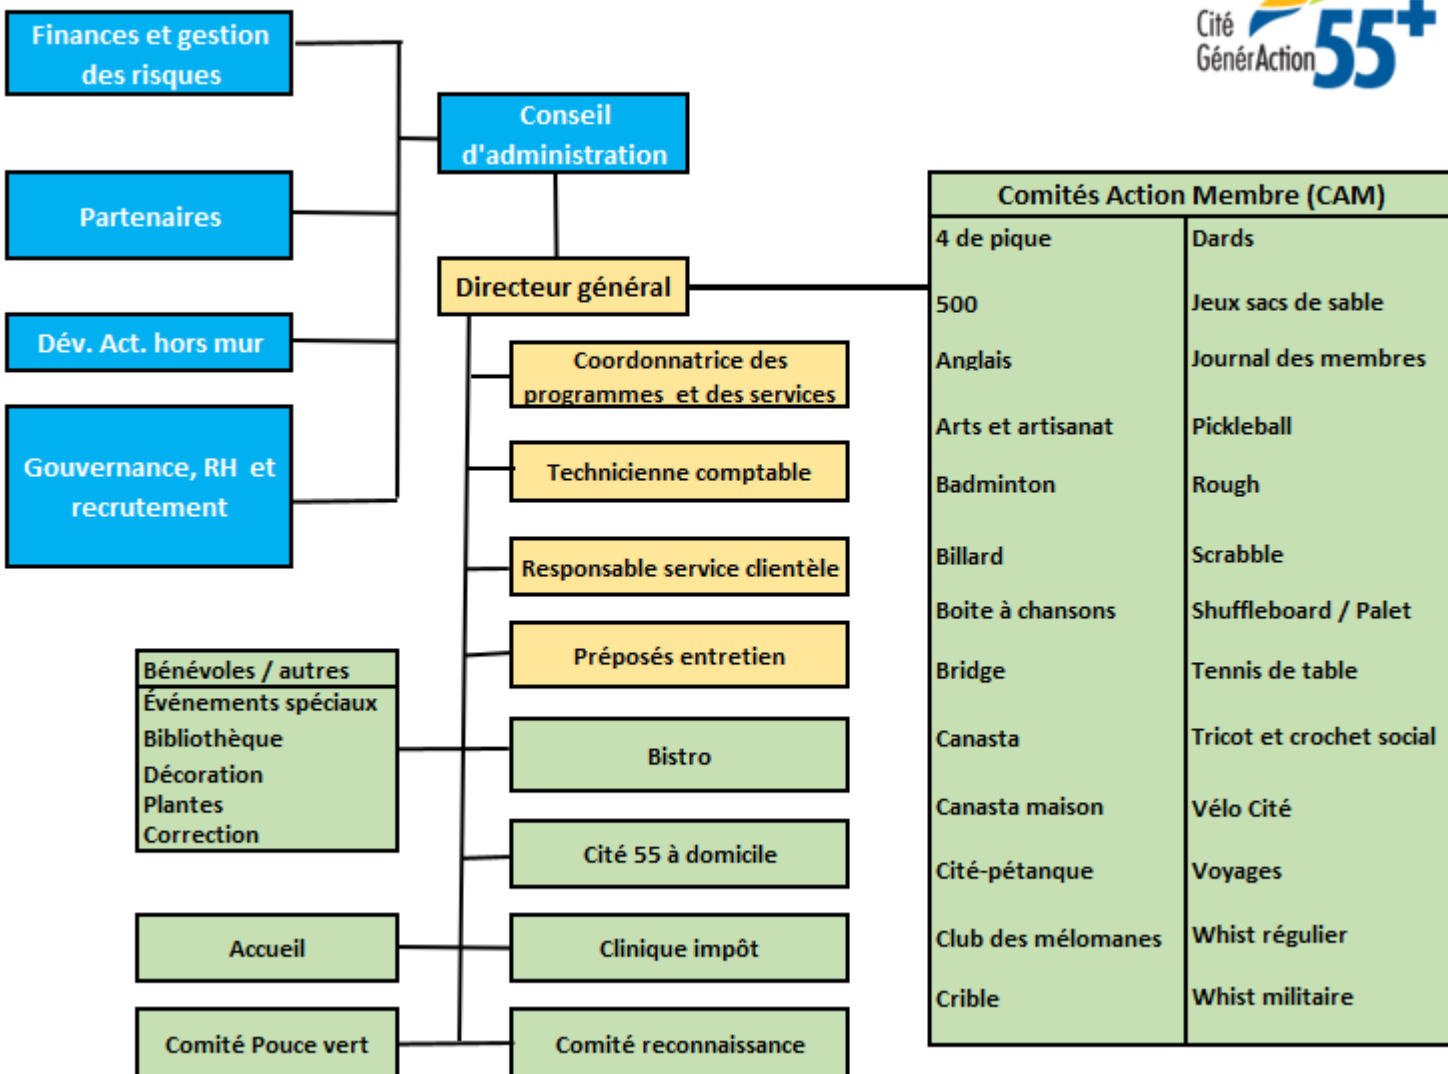 Finances et gestion
des risques
Partenaires
Dév. Act. hors mur
Gouvernance, RH et
recrutement
Conseil
d'administration
Directeur général
Coordonnatrice des
programmes et des services
Technicienne comptable
Responsable service clientèle
Préposés entretien
Bistro
Cité 55 à domicile
Clinique impôt
Comité reconnaissance
Bénévoles / autres
Événements spéciaux
Bibliothèque
Décoration
Plantes
Correction
Accueil
Comité Pouce vert
Cité
GénérAction
55+
Comités Action Membre (CAM)
4 de pique
500
Anglais
Arts et artisanat
Badminton
Billard
Boite à chansons
Bridge
Canasta
Canasta maison
Cité-pétanque
Club des mélomanes
Crible
Dards
Jeux sacs de sable
Journal des membres
Pickleball
Rough
Scrabble
Shuffleboard / Palet
Tennis de table
Tricot et crochet social
Vélo Cité
Voyages
Whist régulier
Whist militaire